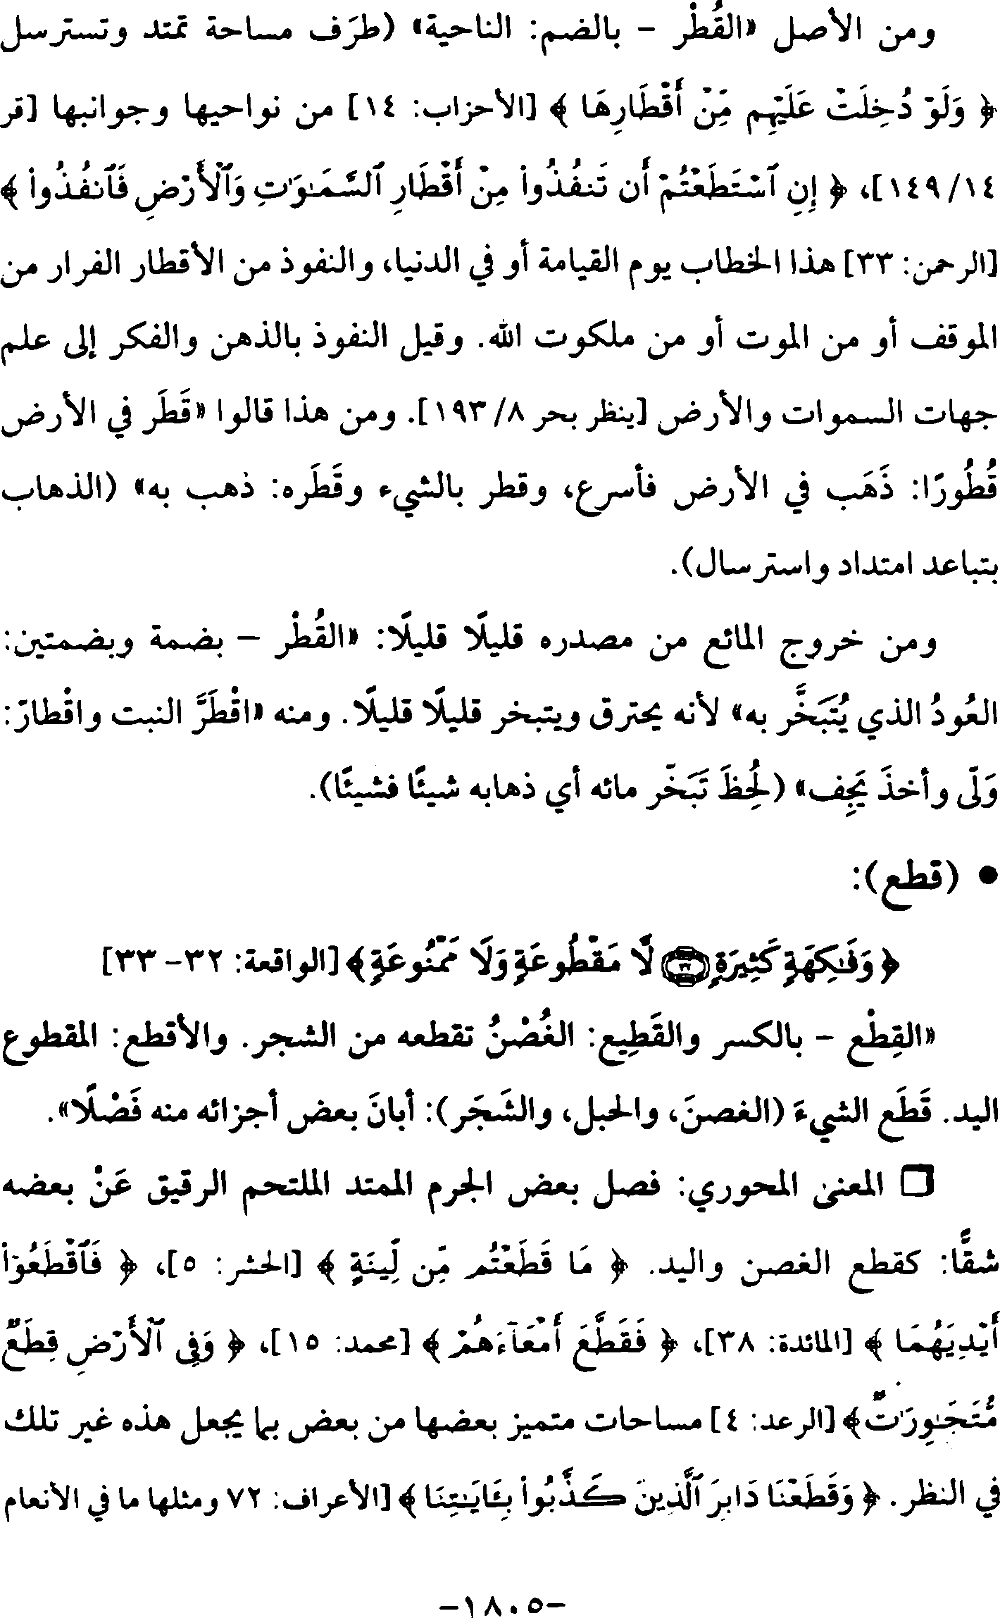 ومن الأصل «القُطْر – بالضم: الناحية» (طرَف مساحة تمتد وتسترسل
﴿ وَلَوْ دُخِلَتْ عَلَيْهِم مِّنْ أَقْطَارِهَا ﴾ [الأحزاب: ١٤] من نواحيها وجوانبها [قر
١٤/ ١٤٩]، ﴿ إِنِ ٱسْتَطَعْتُمْ أَن تَنفُذُوا۟ مِنْ أَقْطَارِ ٱلسَّمَـٰوَٰتِ وَٱلْأَرْضِ فَٱنفُذُوا۟ ﴾
[الرحمن: ٣٣] هذا الخطاب يوم القيامة أو في الدنيا، والنفوذ من الأقطار الفرار من
الموقف أو من الموت أو من ملكوت الله. وقيل النفوذ بالذهن والفكر إلى علم
جهات السموات والأرض [ينظر بحر ٨/ ١٩٣]. ومن هذا قالوا «قَطَر في الأرض
قُطُورًا: ذَهَب في الأرض فأسرع، وقطر بالشيء وقَطَره: ذهب به» (الذهاب
بتباعد امتداد واسترسال).
ومن خروج المائع من مصدره قليلًا قليلًا: «القُطْر – بضمة وبضمتين:
العُودُ الذي يُتَبَخَّر به» لأنه يحترق ويتبخر قليلًا قليلًا. ومنه «اقْطَرَّ النبت واقْطارّ:
وَلّى وأخذَ يَجِف» (لُحِظَ تَبَخّر مائه أي ذهابه شيئًا فشيئًا).
• (قطع):
﴿ وَفَـٰكِهَةٍ كَثِيرَةٍ ٣٢ لَّا مَقْطُوعَةٍ وَلَا مَمْنُوعَةٍ ﴾ [الواقعة: ٣٢- ٣٣]
«القِطْع – بالكسر والقَطِيع: الغُصْنُ تقطعه من الشجر. والأقطع: المقطوع
اليد. قَطَع الشيءَ (الغصنَ، والحبل، والشَجَر): أبانَ بعض أجزائه منه فَصْلًا».
□ المعنى المحوري: فصل بعض الجرم الممتد الملتحم الرقيق عَنْ بعضه
شقًّا: كقطع الغصن واليد. ﴿ مَا قَطَعْتُم مِّن لِّينَةٍ ﴾ [الحشر: ٥]، ﴿ فَٱقْطَعُوٓا۟
أَيْدِيَهُمَا ﴾ [المائدة: ٣٨]، ﴿ فَقَطَّعَ أَمْعَآءَهُمْ ﴾ [محمد: ١٥]، ﴿ وَفِى ٱلْأَرْضِ قِطَعٌ
مُّتَجَـٰوِرَٰتٌ ﴾ [الرعد: ٤] مساحات متميز بعضها من بعض بما يجعل هذه غير تلك
في النظر. ﴿ وَقَطَعْنَا دَابِرَ ٱلَّذِينَ كَذَّبُوا۟ بِـَٔايَـٰتِنَا ﴾ [الأعراف: ٧٢ ومثلها ما في الأنعام
-١٨٠٥-